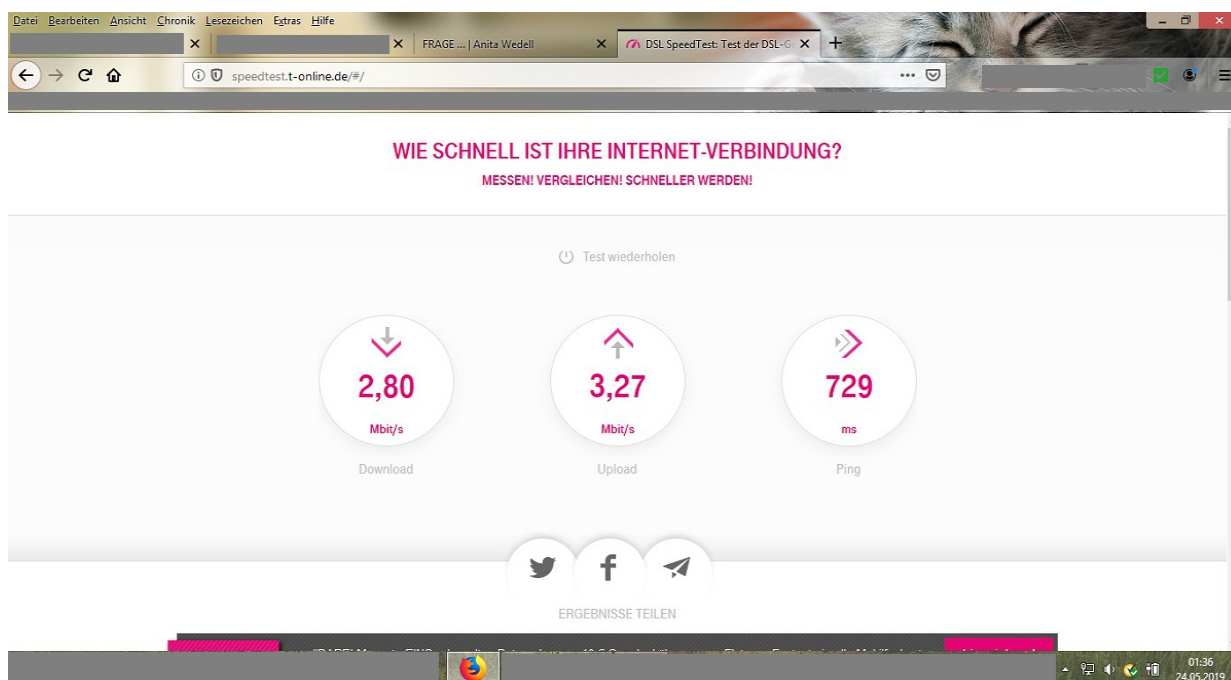 Datei Bearbeiten Ansicht Chronik Lesezeichen Extras Hilfe
FRAGE ... | Anita Wedell
DSL SpeedTest: Test der DSL-G
speedtest.t-online.de/#/
WIE SCHNELL IST IHRE INTERNET-VERBINDUNG?
MESSEN! VERGLEICHEN! SCHNELLER WERDEN!
Test wiederholen
2,80 3,27 729
Mbit/s Mbit/s ms
Download Upload Ping
ERGEBNISSE TEILEN
01:36
24.05.2019